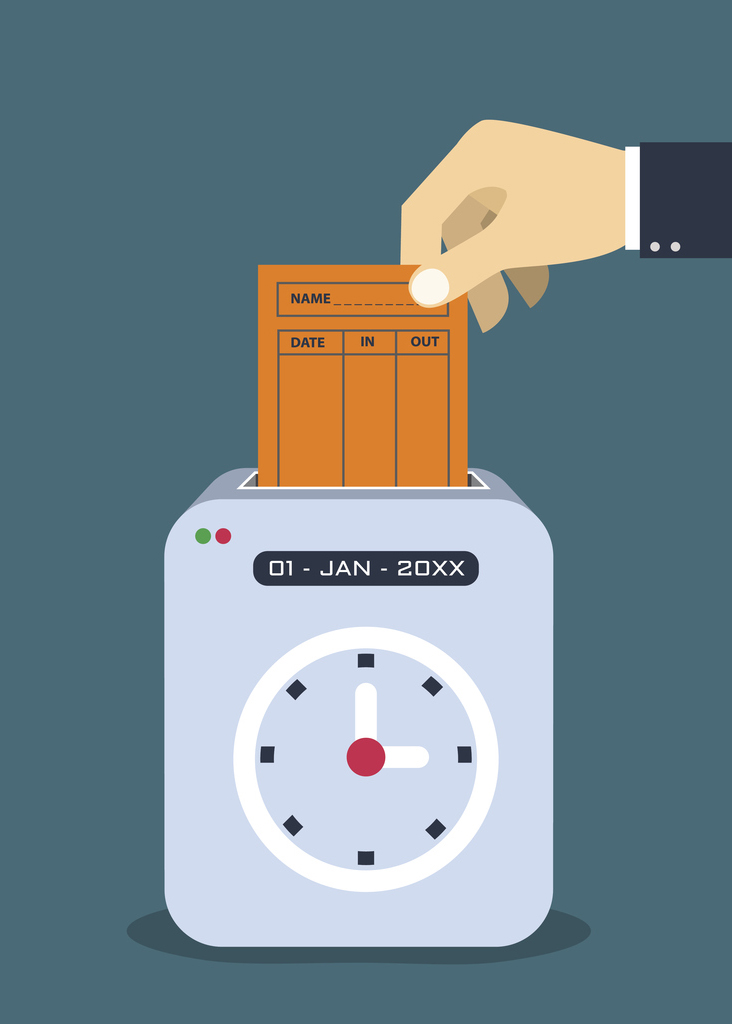 NAME _ _ _ _ _ _ _ _ _
DATE IN OUT
01 - JAN - 20XX